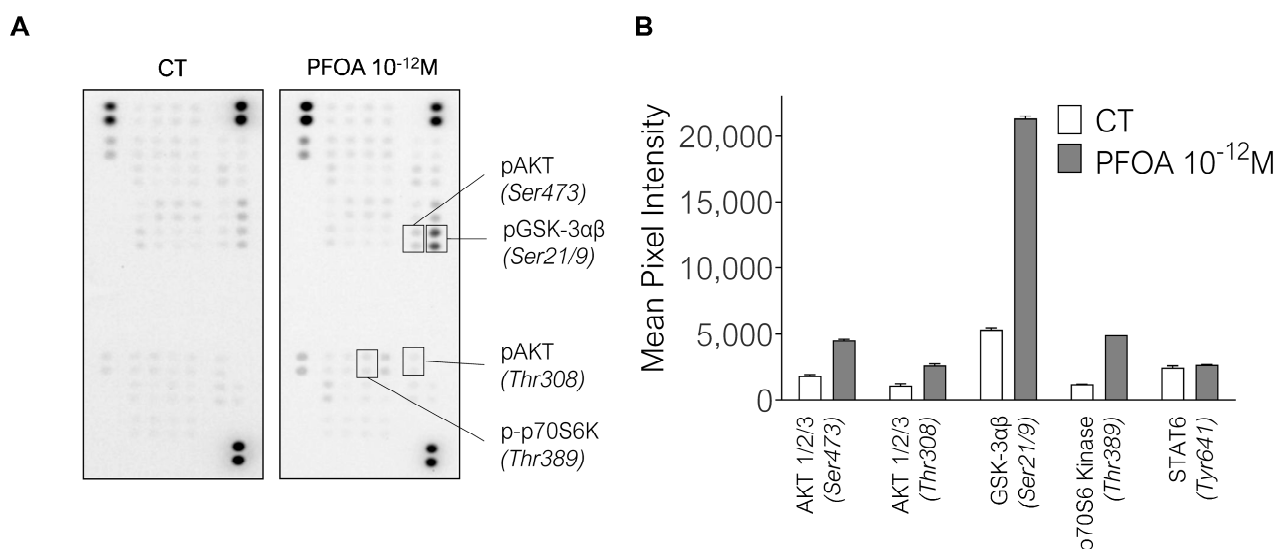 A
B
CT
PFOA 10⁻¹²M
pAKT
(Ser473)
pGSK-3αβ
(Ser21/9)
pAKT
(Thr308)
p-p70S6K
(Thr389)
Mean Pixel Intensity
20,000
15,000
10,000
5,000
0
CT
PFOA 10⁻¹²M
AKT 1/2/3
(Ser473)
AKT 1/2/3
(Thr308)
GSK-3αβ
(Ser21/9)
p70S6 Kinase
(Thr389)
STAT6
(Tyr641)